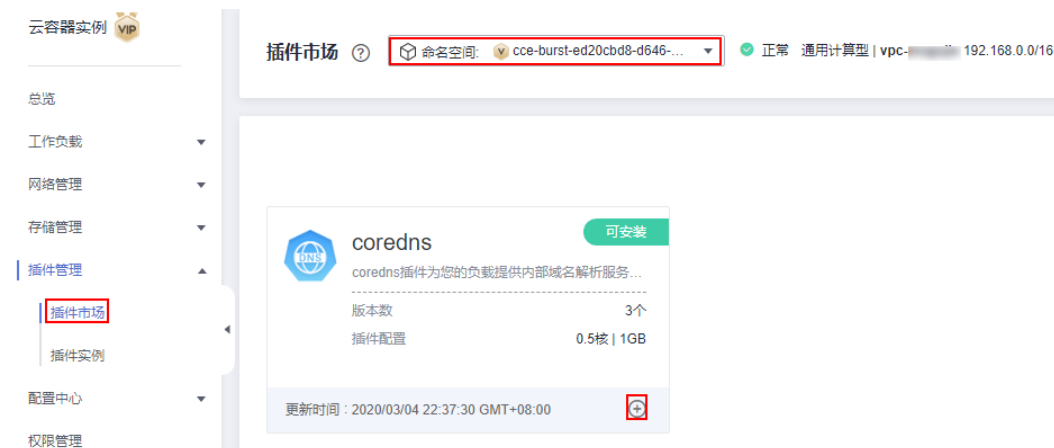 云容器实例 VIP
总览
工作负载
网络管理
存储管理
插件管理
插件市场
插件实例
配置中心
权限管理
插件市场 ? 命名空间: V cce-burst-ed20cbd8-d646-... 正常 通用计算型 | vpc- 192.168.0.0/16
可安装
DNS
coredns
coredns插件为您的负载提供内部域名解析服务...
版本数 3个
插件配置 0.5核 | 1GB
更新时间：2020/03/04 22:37:30 GMT+08:00